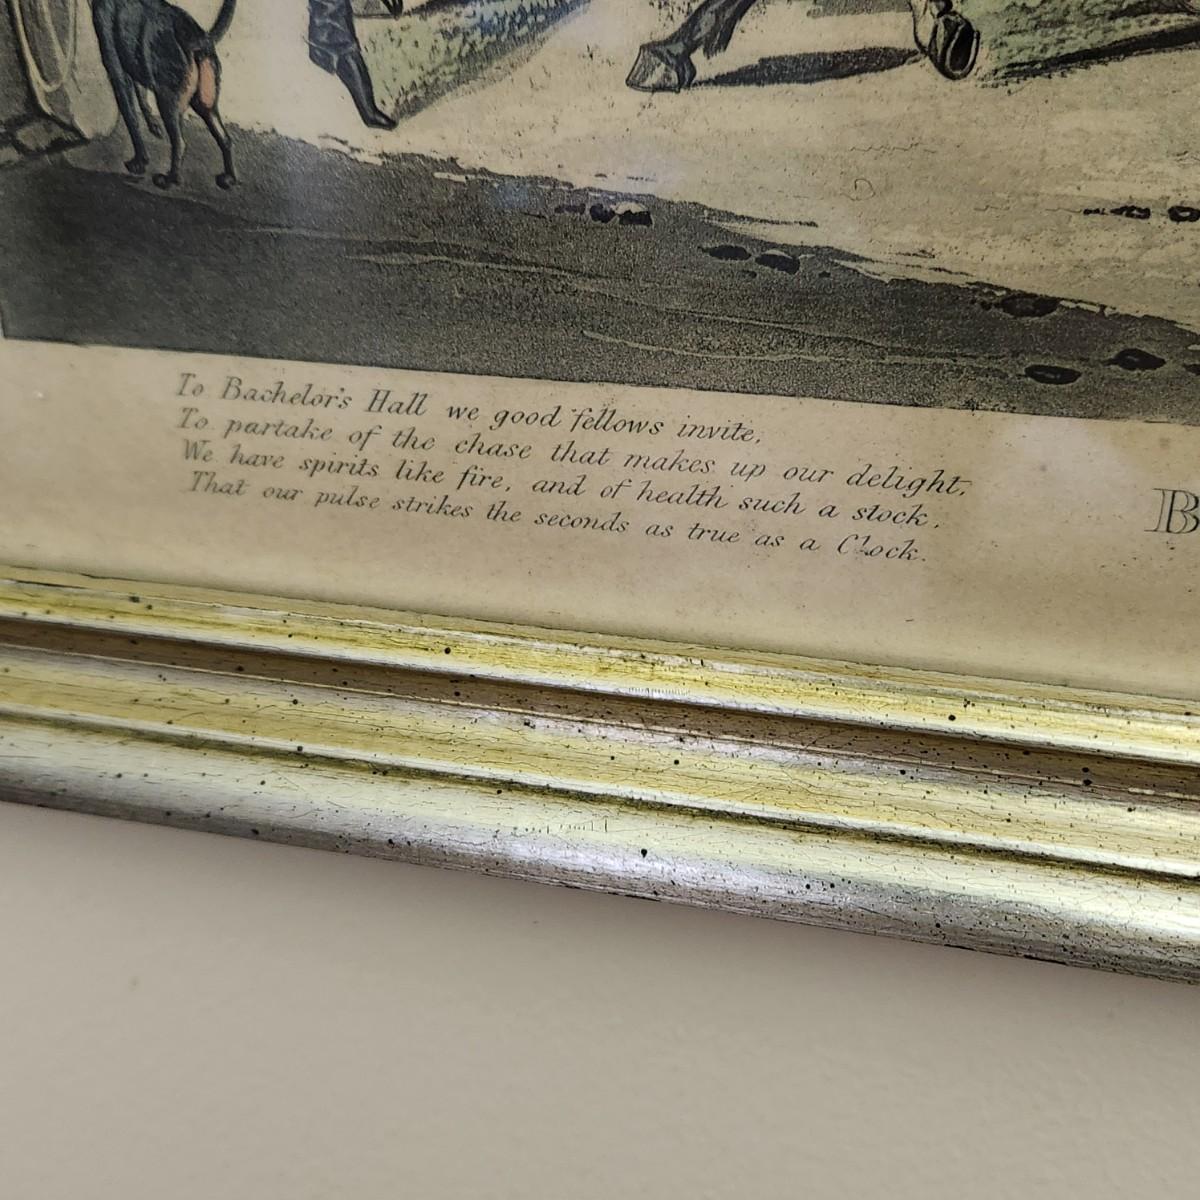 To Bachelor's Hall we good fellows invite,
To partake of the chase that makes up our delight,
We have spirits like fire, and of health such a stock,
That our pulse strikes the seconds as true as a Clock.
B